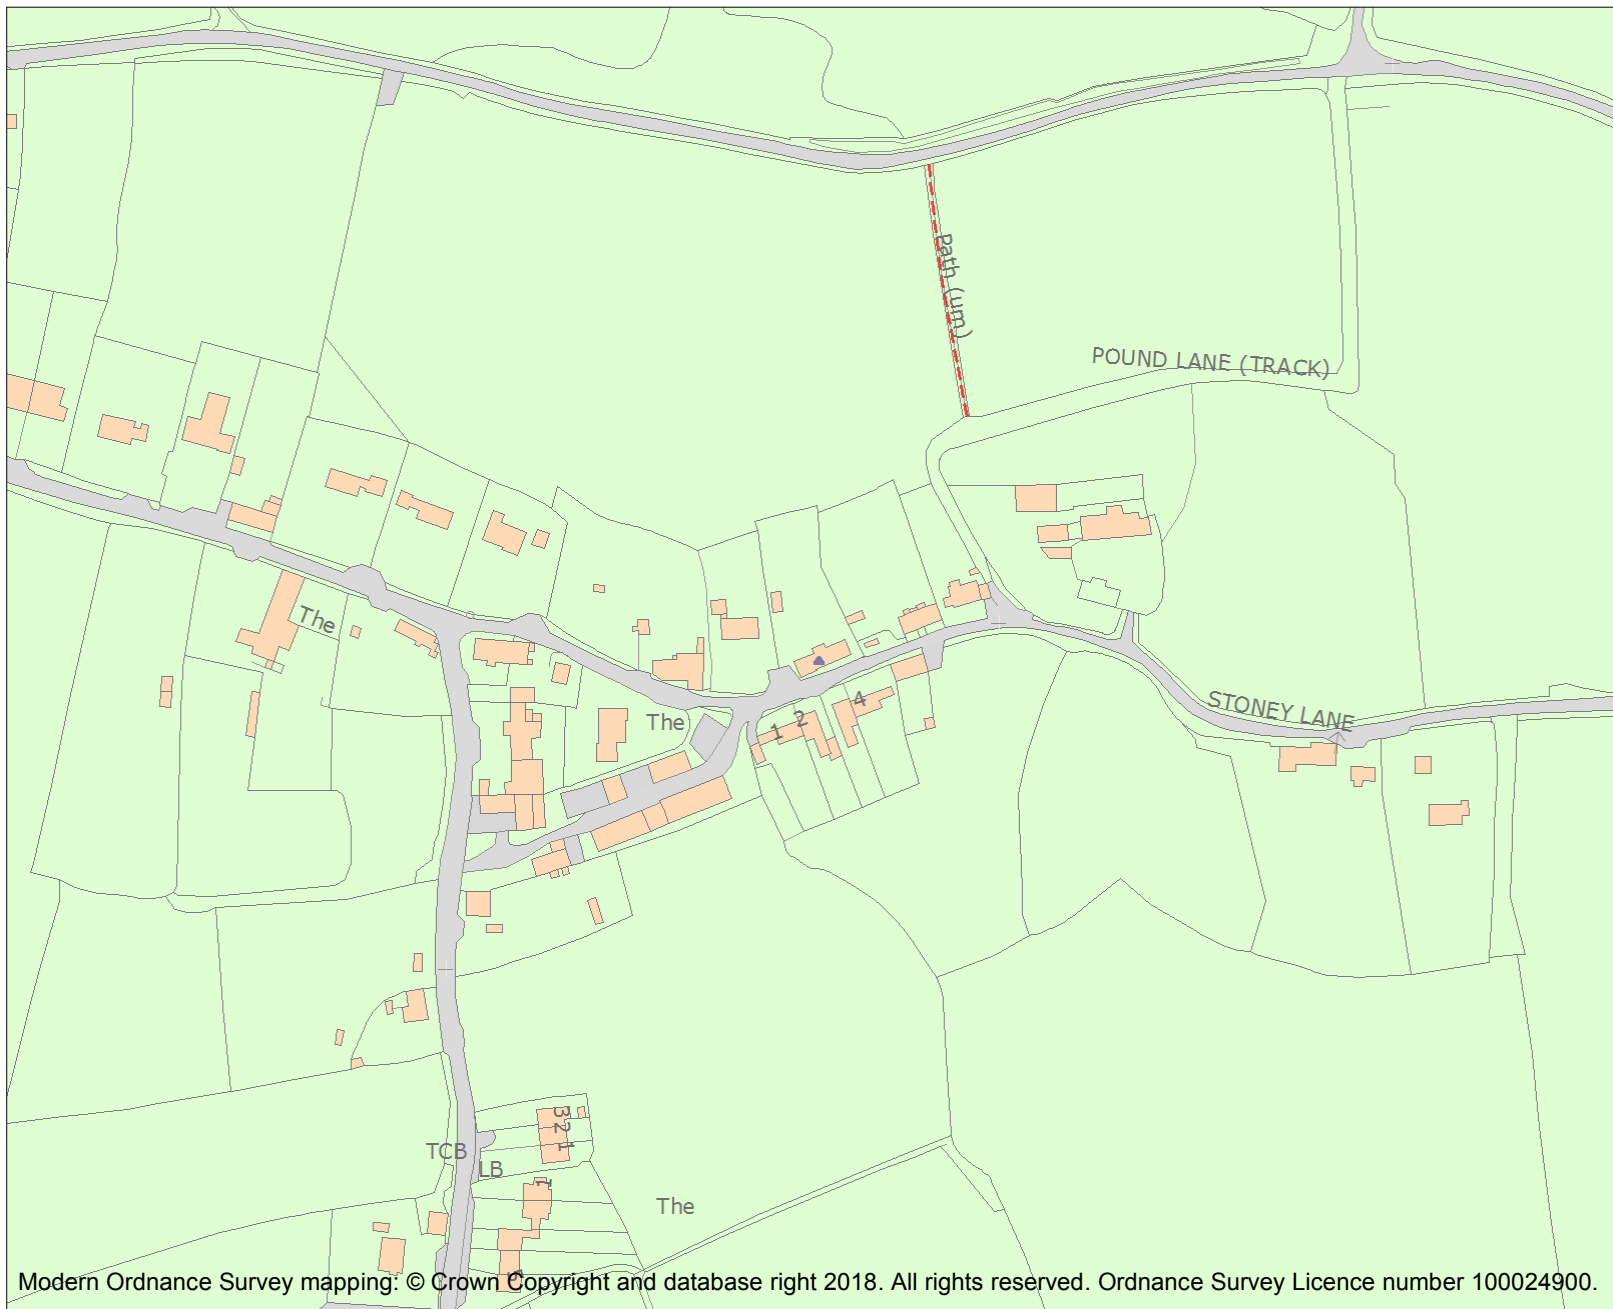 Path (um)
POUND LANE (TRACK)
The
STONEY LANE
4
The
2
1
3
2
1
TCB
LB
1
The
Modern Ordnance Survey mapping: © Crown Copyright and database right 2018. All rights reserved. Ordnance Survey Licence number 100024900.